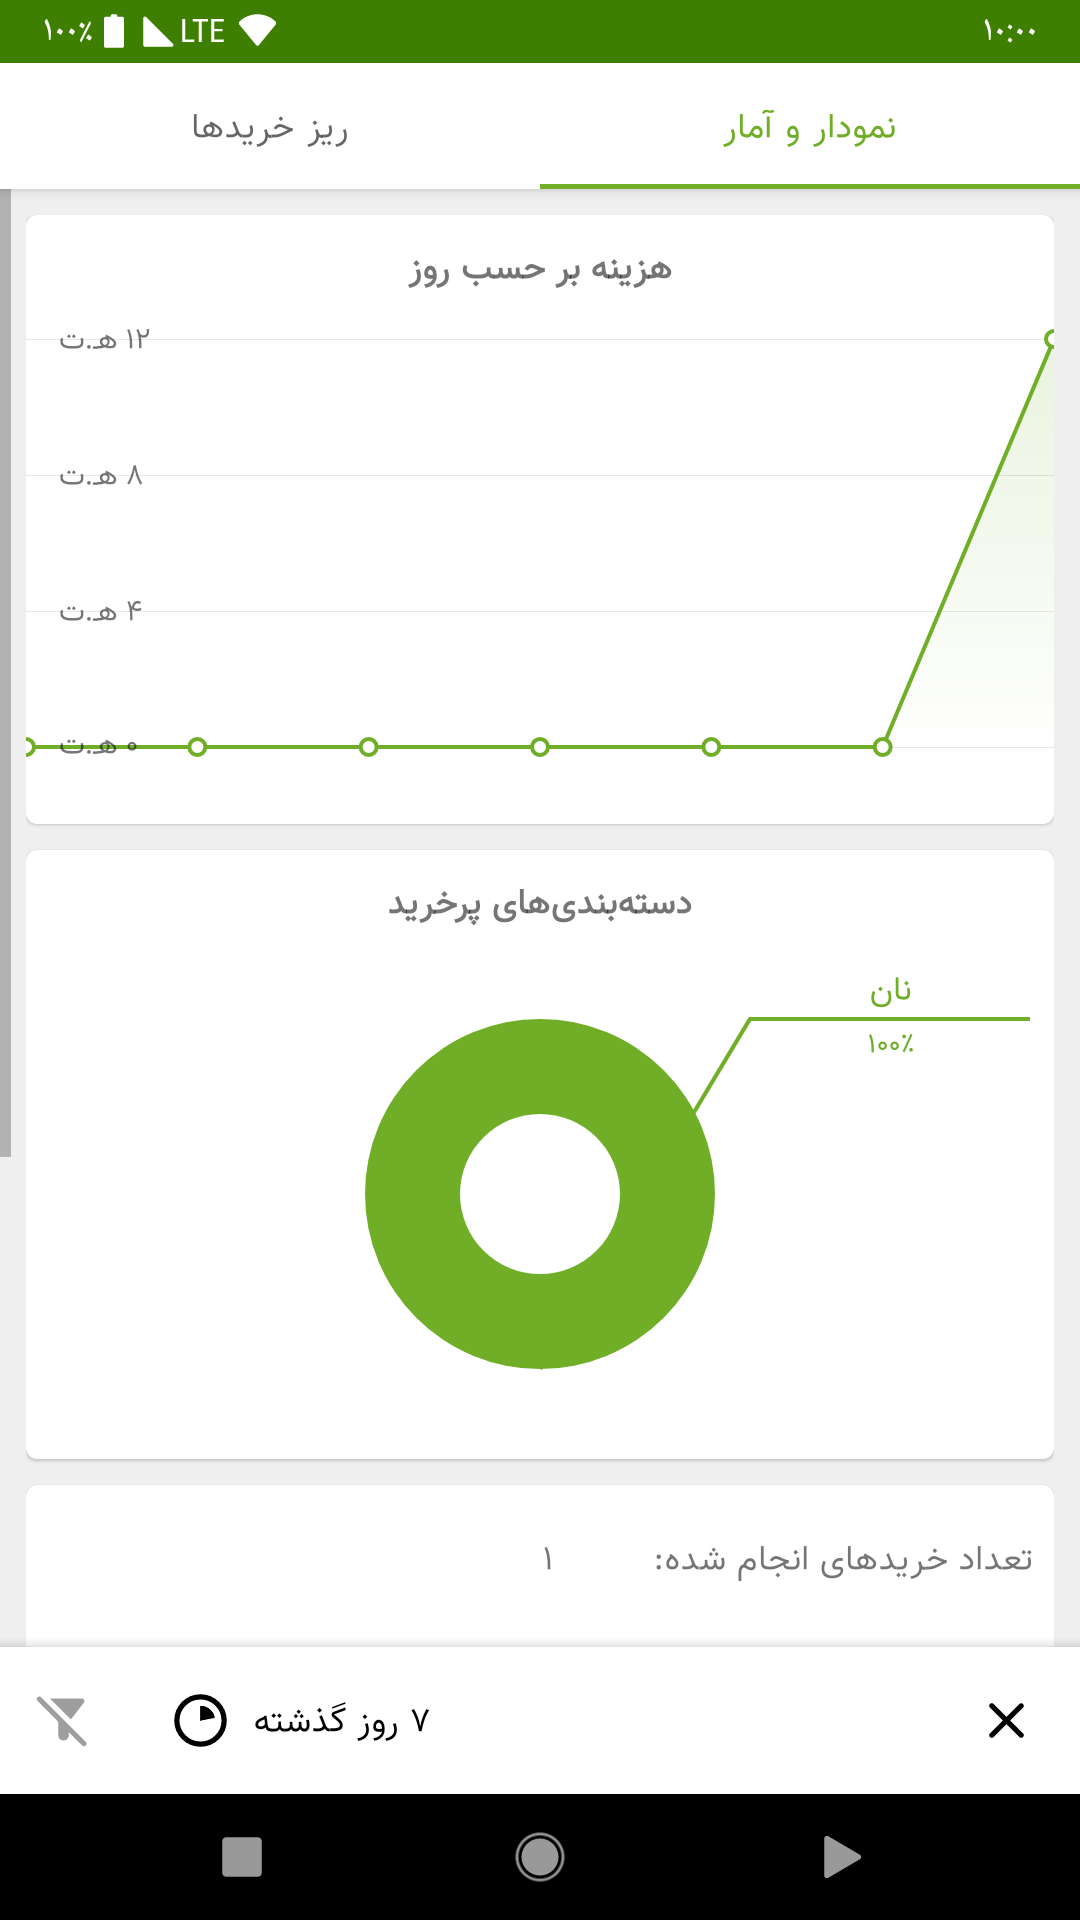 ۱۰:۰۰
LTE ۱۰۰٪
نمودار و آمار
ریز خریدها
هزینه بر حسب روز
۱۲ هـ.ت
۸ هـ.ت
۴ هـ.ت
۰ هـ.ت
دسته‌بندی‌های پرخرید
نان
۱۰۰٪
تعداد خریدهای انجام شده: ۱
۷ روز گذشته